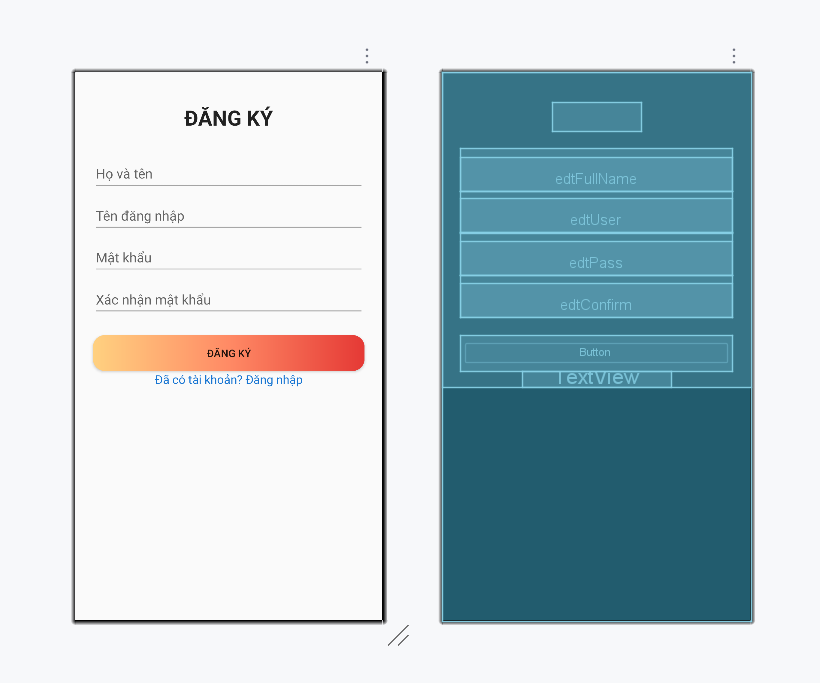 ĐĂNG KÝ
Họ và tên
Tên đăng nhập
Mật khẩu
Xác nhận mật khẩu
ĐĂNG KÝ
Đã có tài khoản? Đăng nhập
edtFullName
edtUser
edtPass
edtConfirm
Button
TextView